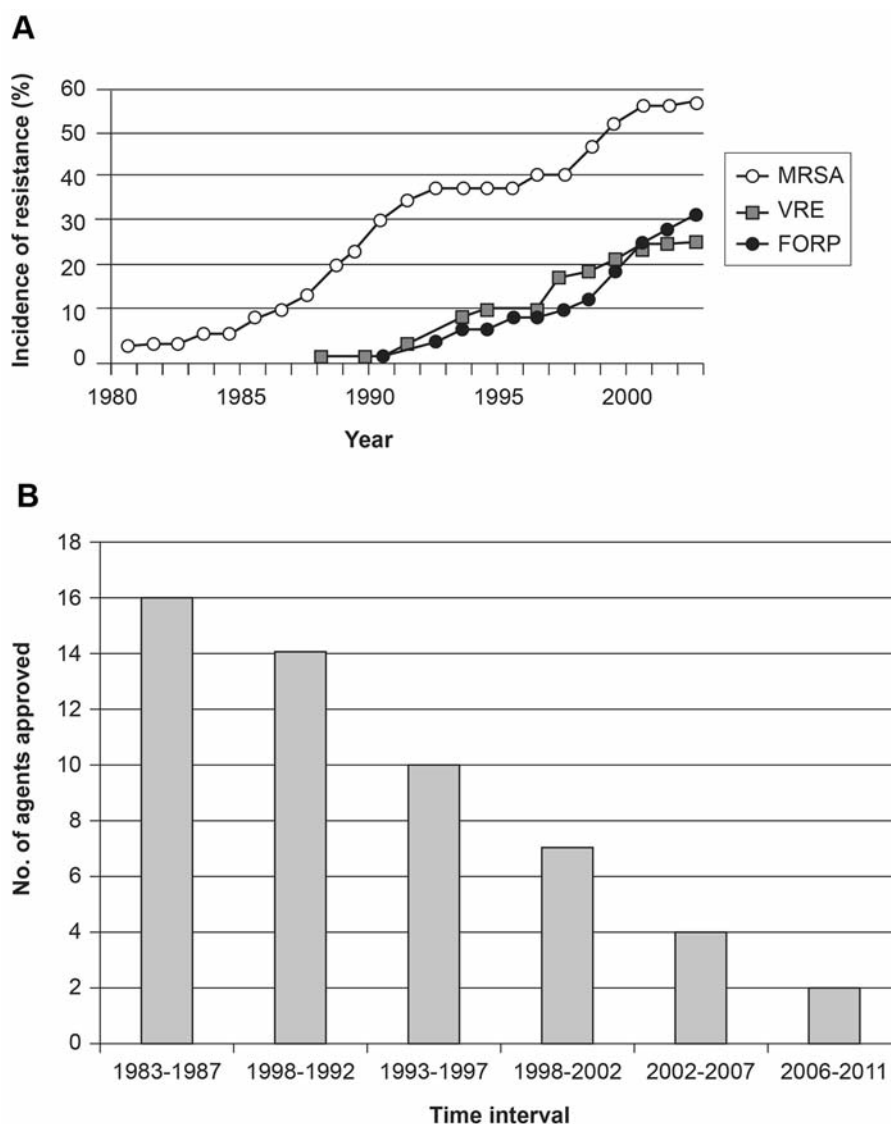 A
Incidence of resistance (%)
60
50
40
30
20
10
0
1980 1985 1990 1995 2000
Year
MRSA
VRE
FORP
B
No. of agents approved
18
16
14
12
10
8
6
4
2
0
1983-1987 1998-1992 1993-1997 1998-2002 2002-2007 2006-2011
Time interval